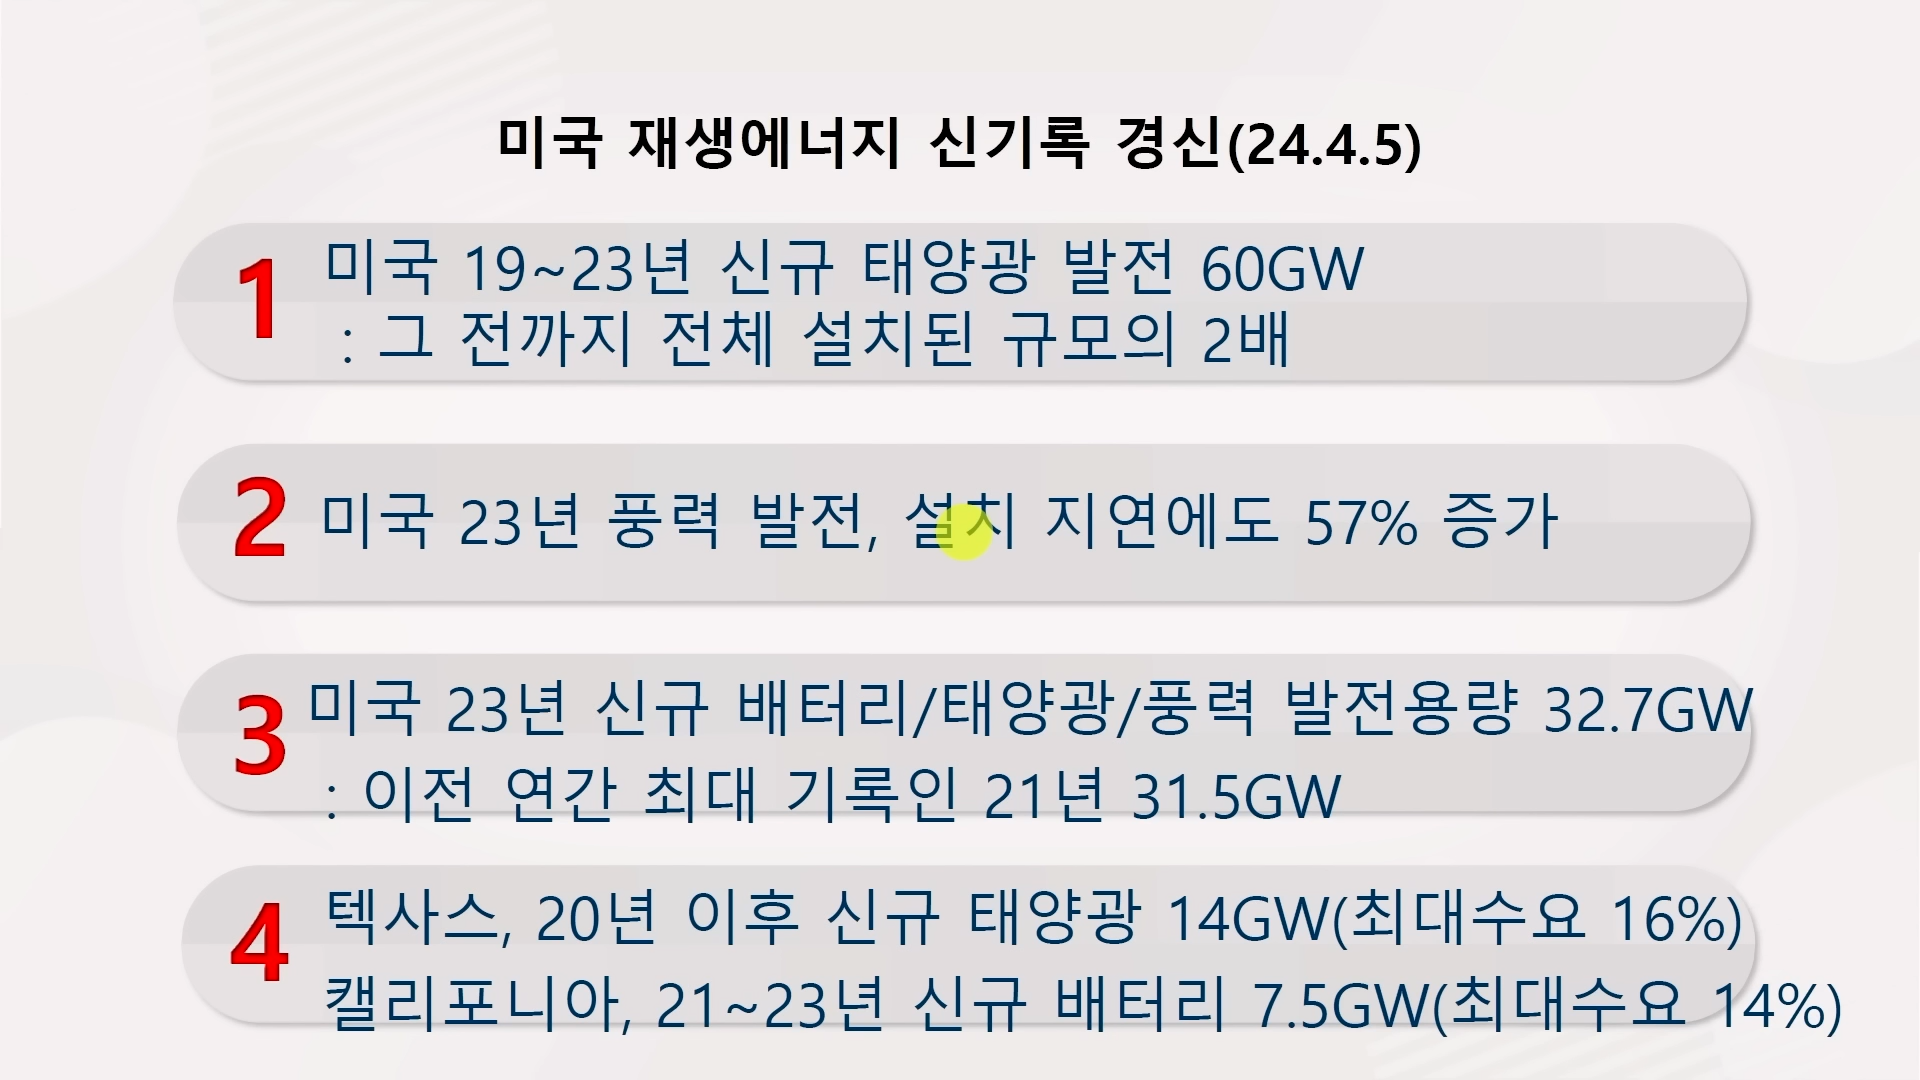 미국 재생에너지 신기록 경신(24.4.5)
1 미국 19~23년 신규 태양광 발전 60GW
: 그 전까지 전체 설치된 규모의 2배
2 미국 23년 풍력 발전, 설치 지연에도 57% 증가
3 미국 23년 신규 배터리/태양광/풍력 발전용량 32.7GW
: 이전 연간 최대 기록인 21년 31.5GW
4 텍사스, 20년 이후 신규 태양광 14GW(최대수요 16%)
캘리포니아, 21~23년 신규 배터리 7.5GW(최대수요 14%)